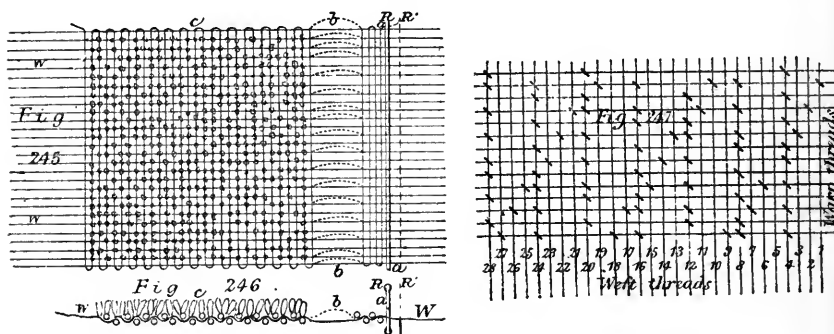 c b R R'
w
Fig
245
w
b a
Fig 246.
w c b a R R' W
Fig 247
Warp threads
27 25 23 21 19 17 15 13 11 9 7 5 3 1
28 26 24 22 20 18 16 14 12 10 8 6 4 2
Weft threads